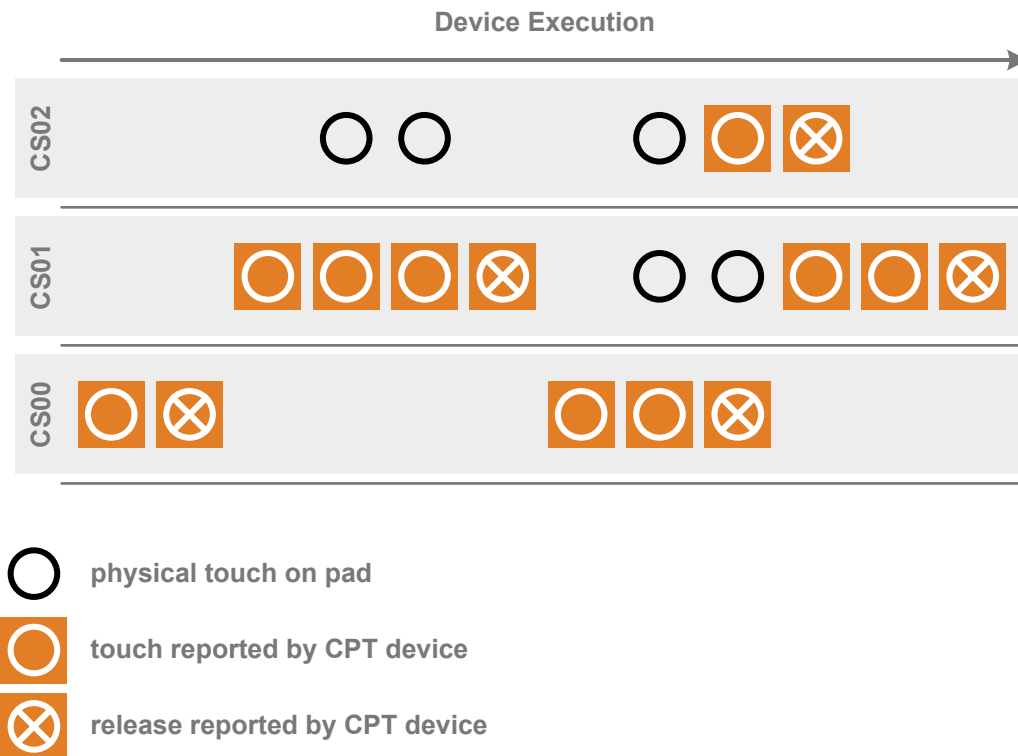 Device Execution
CS02
CS01
CS00
physical touch on pad
touch reported by CPT device
release reported by CPT device